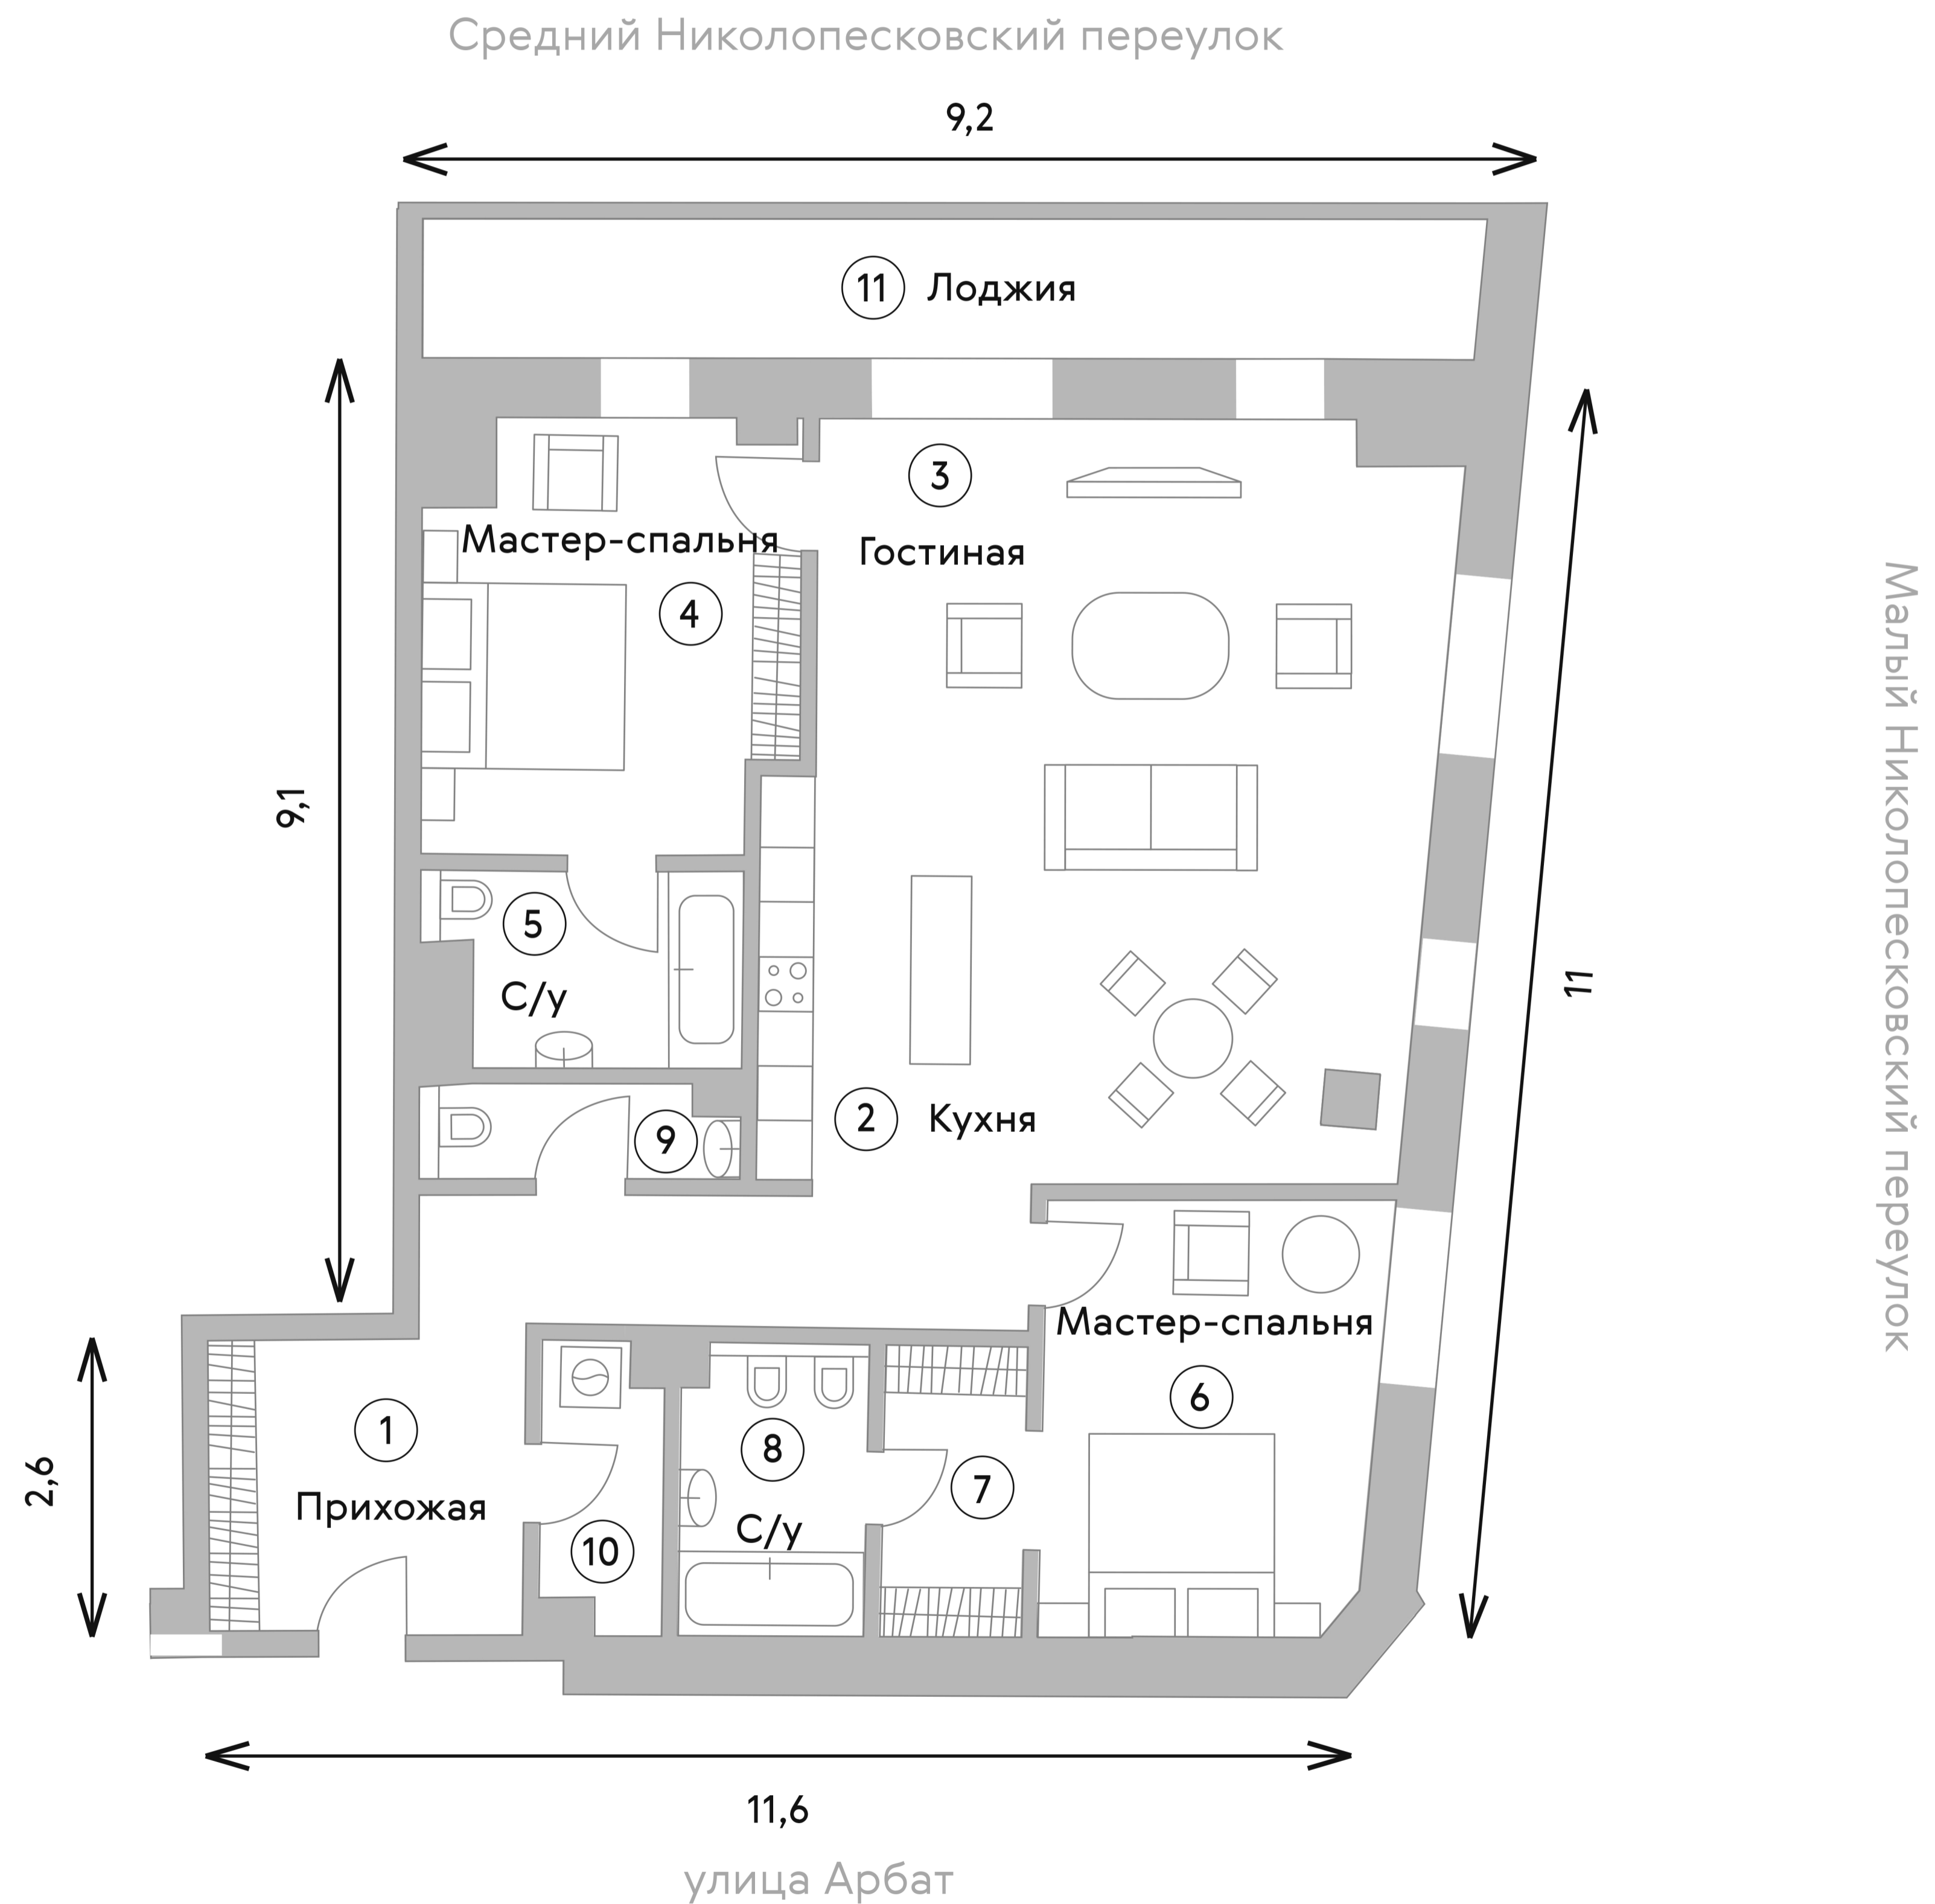 Средний Николопесковский переулок
9,2
11 Лоджия
3
Гостиная
Мастер-спальня
4
9,1
5
С/у
9
2 Кухня
11
Малый Николопесковский переулок
Мастер-спальня
6
1
Прихожая
8
С/у
7
10
2,6
11,6
улица Арбат